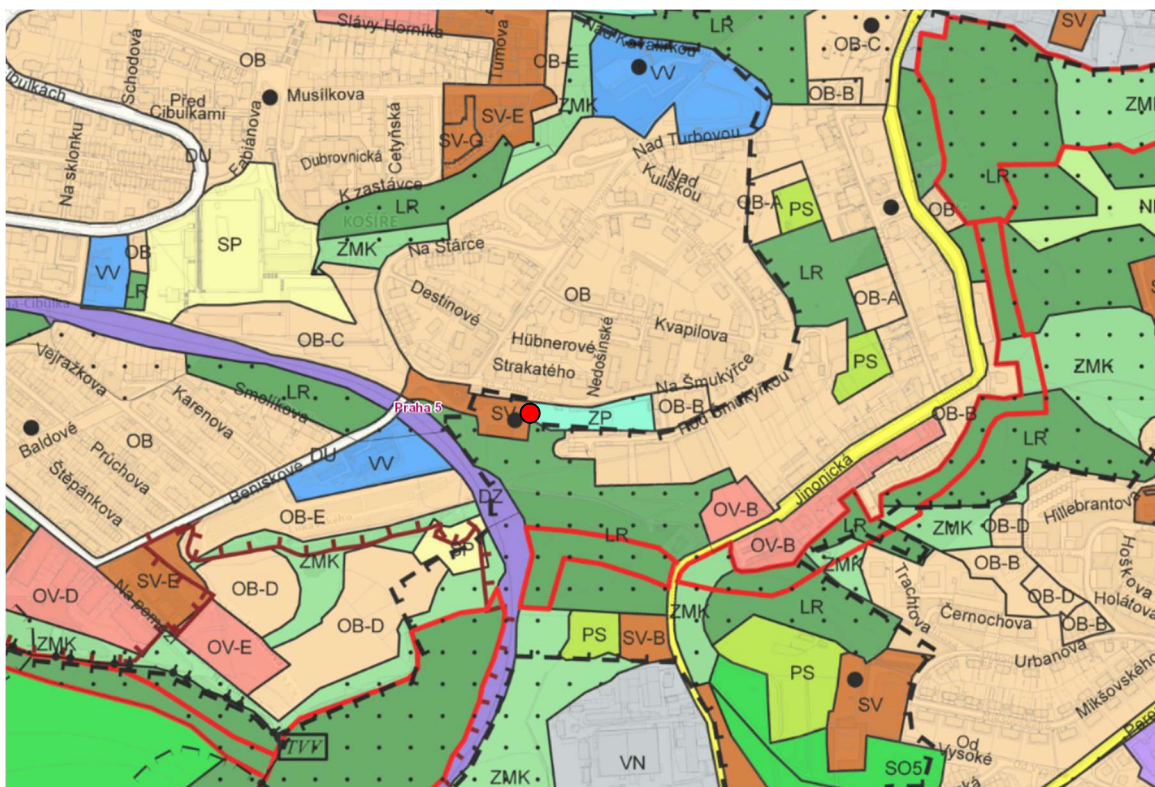 Slávy Horníka
Tůmova
OB-E
Nad Kovářkou
LR
OB-C
SV
OB
VV
ZMK
Schodová
Před
Cibulkami
Musílkova
Fabiánova
Dubrovnická
Cetyňská
SV-E
SV-G
ZMK
OB-B
Nad Turbovou
Nad
Kuliškou
Na sklonku
DU
K zastávce
LR
KOŠÍŘE
ZMK
Na Stárce
SP
OB
VV
LR
OB-A
PS
LR
OB-A
OB
LR
Destinové
OB
Hübnerové
Strakatého
Nedošínské
Kvapilova
Na Šmukýřce
OB-B
ZP
PS
ZMK
OB-C
Vejražkova
Karenova
Smolíkova
LR
Praha 5
SV
OB-B
LR
Baldové
OB
Průchova
Štěpánkova
DU
VV
Jinonická
OV-B
DZ
OB-E
ZMK
SP
LR
OV-B
LR
ZMK
OB-D
Hillebrantova
Hoškova
OB-B
OB-D
Holátova
OB-B
Trachtova
Černochova
Urbanova
Mikšovského
SV-E
OV-D
OB-D
OB-D
OV-E
ZMK
PS
SV-B
ZMK
LR
PS
SV
TVV
ZMK
VN
SO5
Od
Vysoké